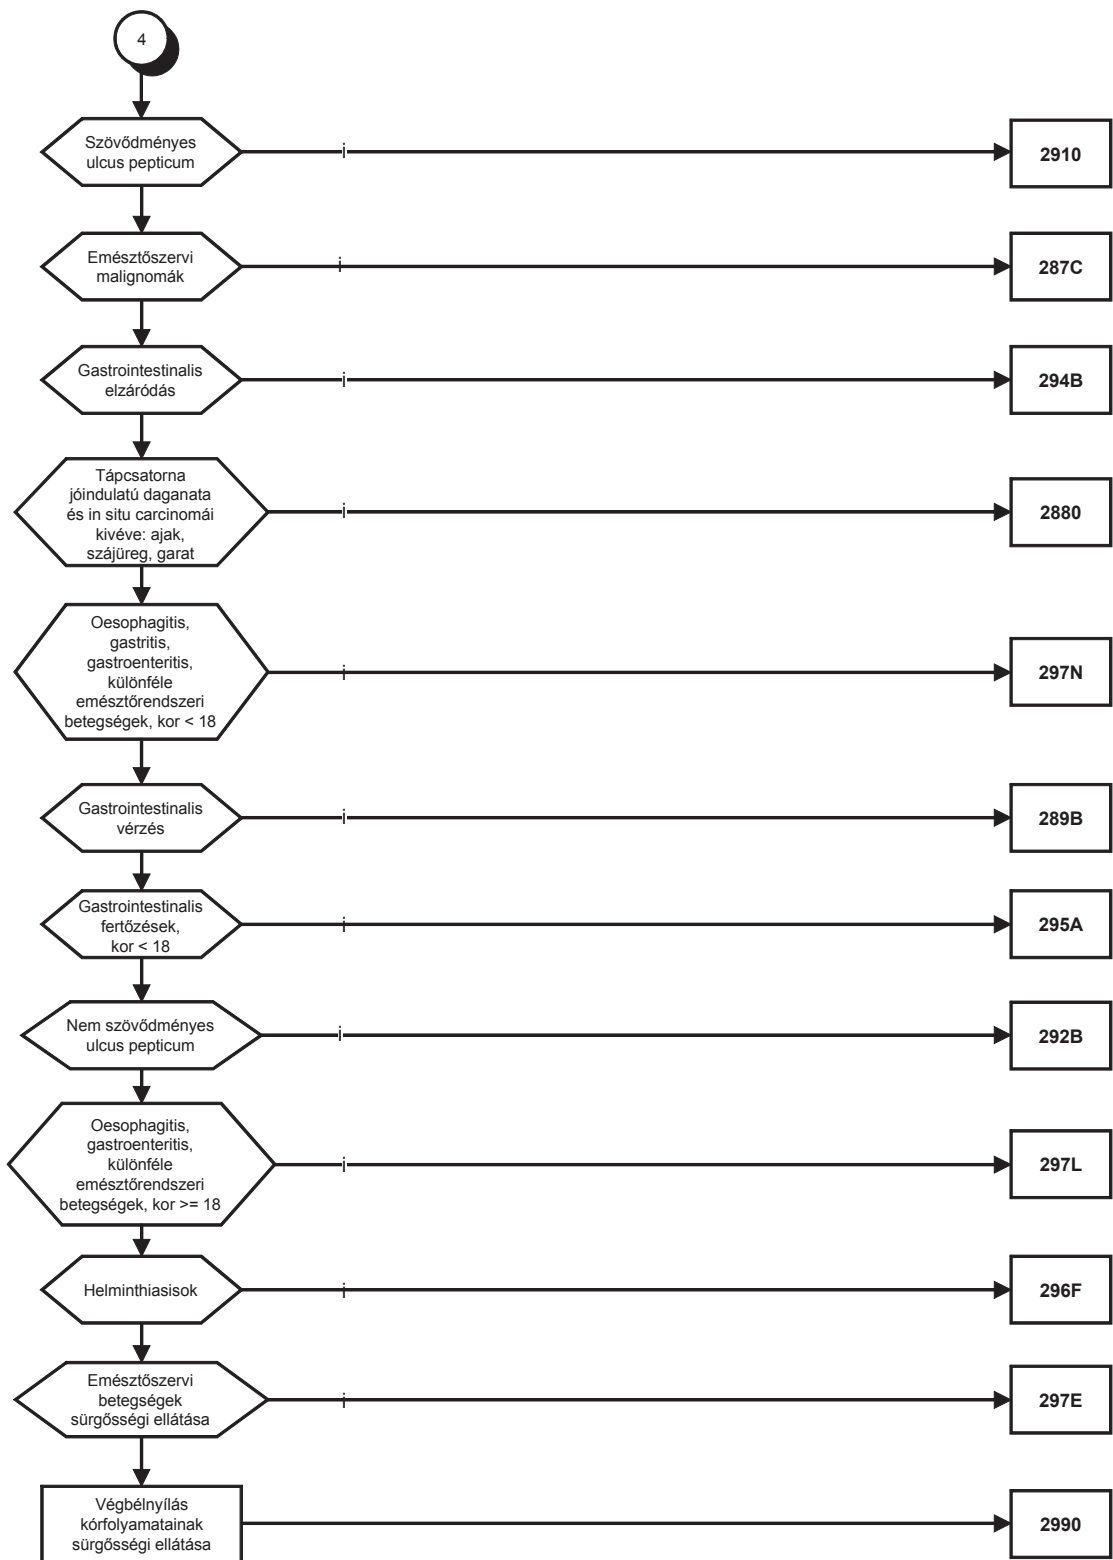 4
Szövődményes
ulcus pepticum
i
2910
Emésztőszervi
malignomák
i
287C
Gastrointestinalis
elzáródás
i
294B
Tápcsatorna
jóindulatú daganata
és in situ carcinomái
kivéve: ajak,
szájüreg, garat
i
2880
Oesophagitis,
gastritis,
gastroenteritis,
különféle
emésztőrendszeri
betegségek, kor < 18
i
297N
Gastrointestinalis
vérzés
i
289B
Gastrointestinalis
fertőzések,
kor < 18
i
295A
Nem szövődményes
ulcus pepticum
i
292B
Oesophagitis,
gastroenteritis,
különféle
emésztőrendszeri
betegségek, kor >= 18
i
297L
Helminthiasisok
i
296F
Emésztőszervi
betegségek
sürgősségi ellátása
i
297E
Végbélnyílás
kórfolyamatainak
sürgősségi ellátása
2990